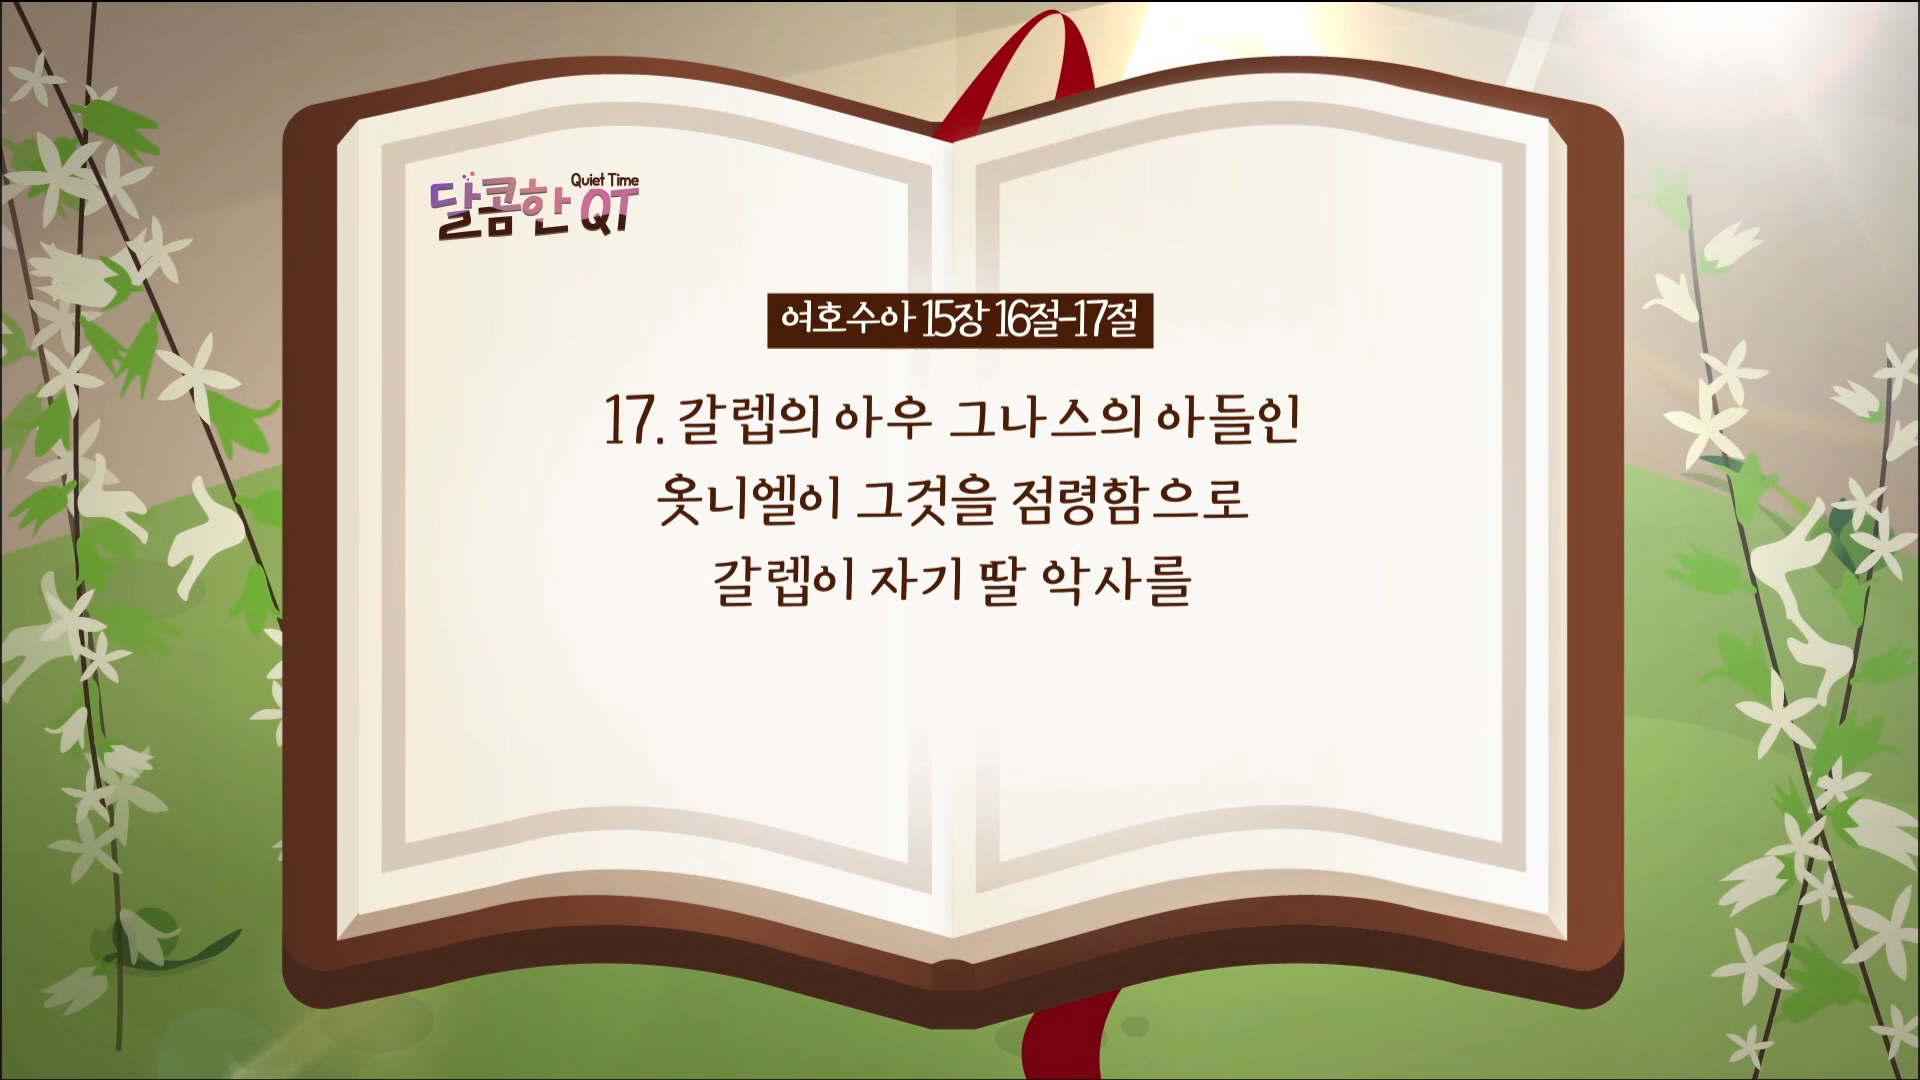 달콤한 QT
Quiet Time
여호수아 15장 16절-17절
17. 갈렙의 아우 그나스의 아들인
옷니엘이 그것을 점령함으로
갈렙이 자기 딸 악사를